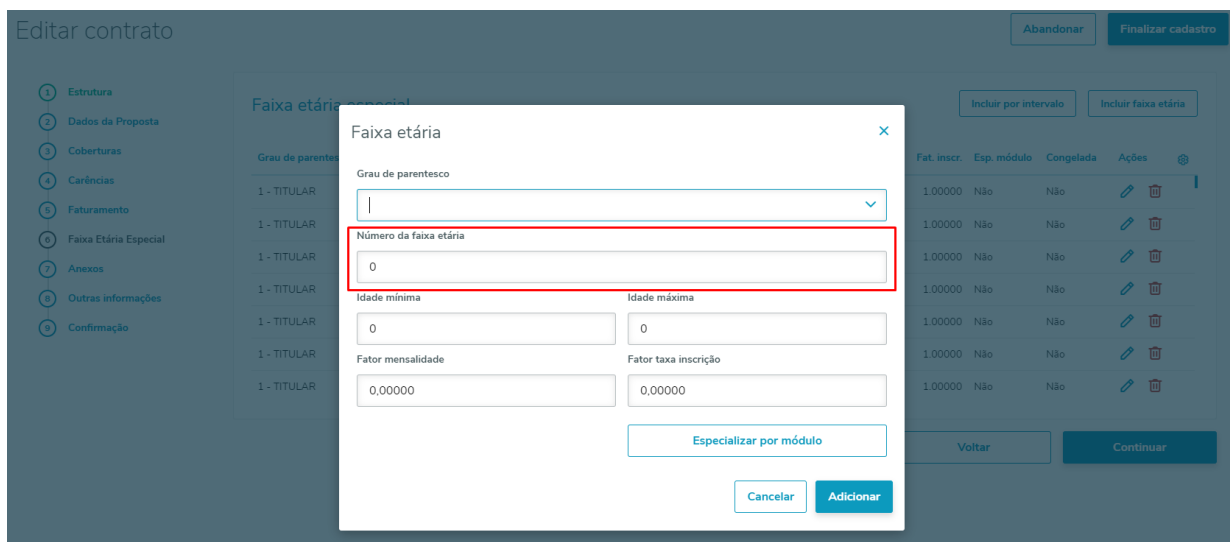 Editar contrato
Abandonar
Finalizar cadastro
1 Estrutura
2 Dados da Proposta
3 Coberturas
4 Carências
5 Faturamento
6 Faixa Etária Especial
7 Anexos
8 Outras informações
9 Confirmação
Faixa etária especial
Incluir por intervalo
Incluir faixa etária
Grau de parentes
Fat. inscr. Esp. módulo Congelada Ações
1 - TITULAR 1.00000 Não Não
1 - TITULAR 1.00000 Não Não
1 - TITULAR 1.00000 Não Não
1 - TITULAR 1.00000 Não Não
1 - TITULAR 1.00000 Não Não
1 - TITULAR 1.00000 Não Não
1 - TITULAR 1.00000 Não Não
Voltar
Continuar
Faixa etária
Grau de parentesco
Número da faixa etária
0
Idade mínima Idade máxima
0 0
Fator mensalidade Fator taxa inscrição
0,00000 0,00000
Especializar por módulo
Cancelar
Adicionar